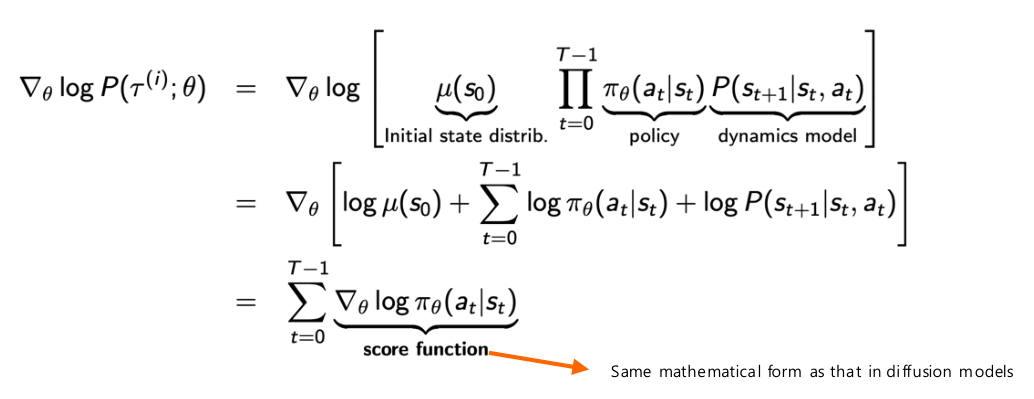 ∇θ log P(τ⁽ⁱ⁾; θ) = ∇θ log [ μ(s₀) ∏_{t=0}^{T−1} πθ(aₜ|sₜ) P(sₜ₊₁|sₜ, aₜ) ]
Initial state distrib. policy dynamics model
= ∇θ [ log μ(s₀) + ∑_{t=0}^{T−1} log πθ(aₜ|sₜ) + log P(sₜ₊₁|sₜ, aₜ) ]
= ∑_{t=0}^{T−1} ∇θ log πθ(aₜ|sₜ)
score function
Same mathematical form as that in diffusion models